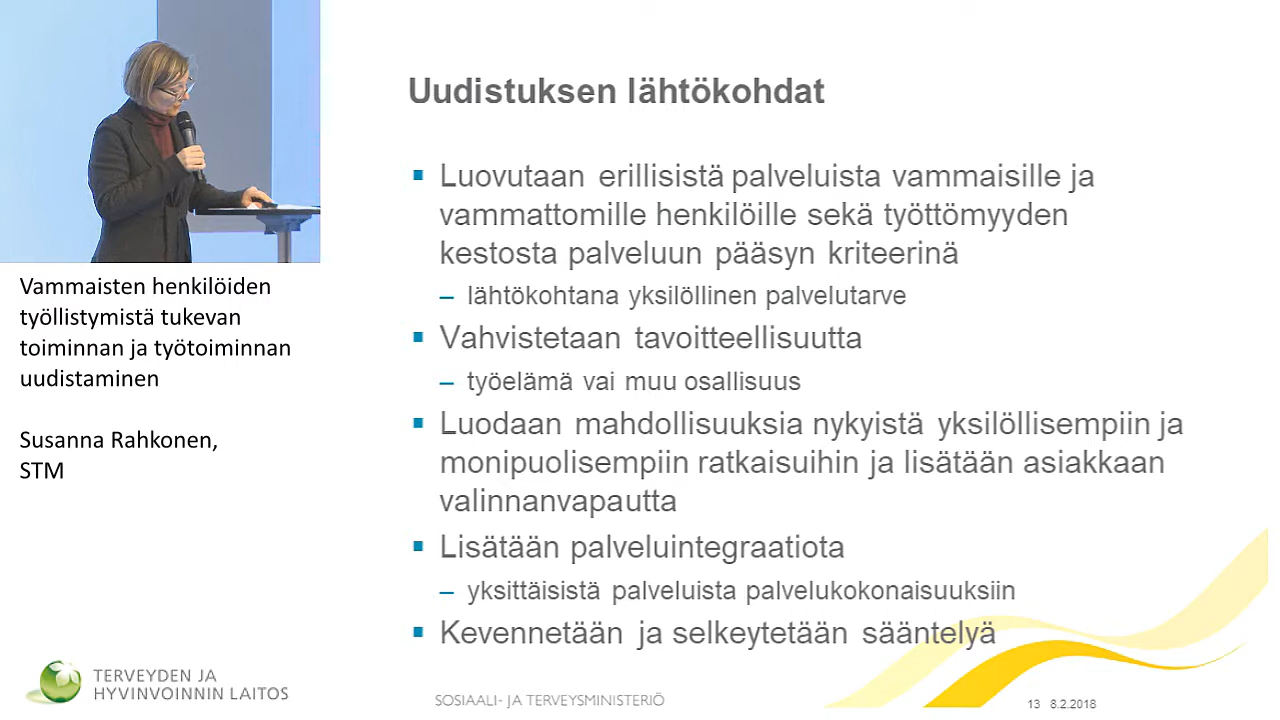 Vammaisten henkilöiden
työllistymistä tukevan
toiminnan ja työtoiminnan
uudistaminen
Susanna Rahkonen,
STM
TERVEYDEN JA
HYVINVOINNIN LAITOS
Uudistuksen lähtökohdat
▪ Luovutaan erillisistä palveluista vammaisille ja
vammattomille henkilöille sekä työttömyyden
kestosta palveluun pääsyn kriteerinä
– lähtökohtana yksilöllinen palvelutarve
▪ Vahvistetaan tavoitteellisuutta
– työelämä vai muu osallisuus
▪ Luodaan mahdollisuuksia nykyistä yksilöllisempiin ja
monipuolisempiin ratkaisuihin ja lisätään asiakkaan
valinnanvapautta
▪ Lisätään palveluintegraatiota
– yksittäisistä palveluista palvelukokonaisuuksiin
▪ Kevennetään ja selkeytetään sääntelyä
SOSIAALI- JA TERVEYSMINISTERIÖ
13 8.2.2018